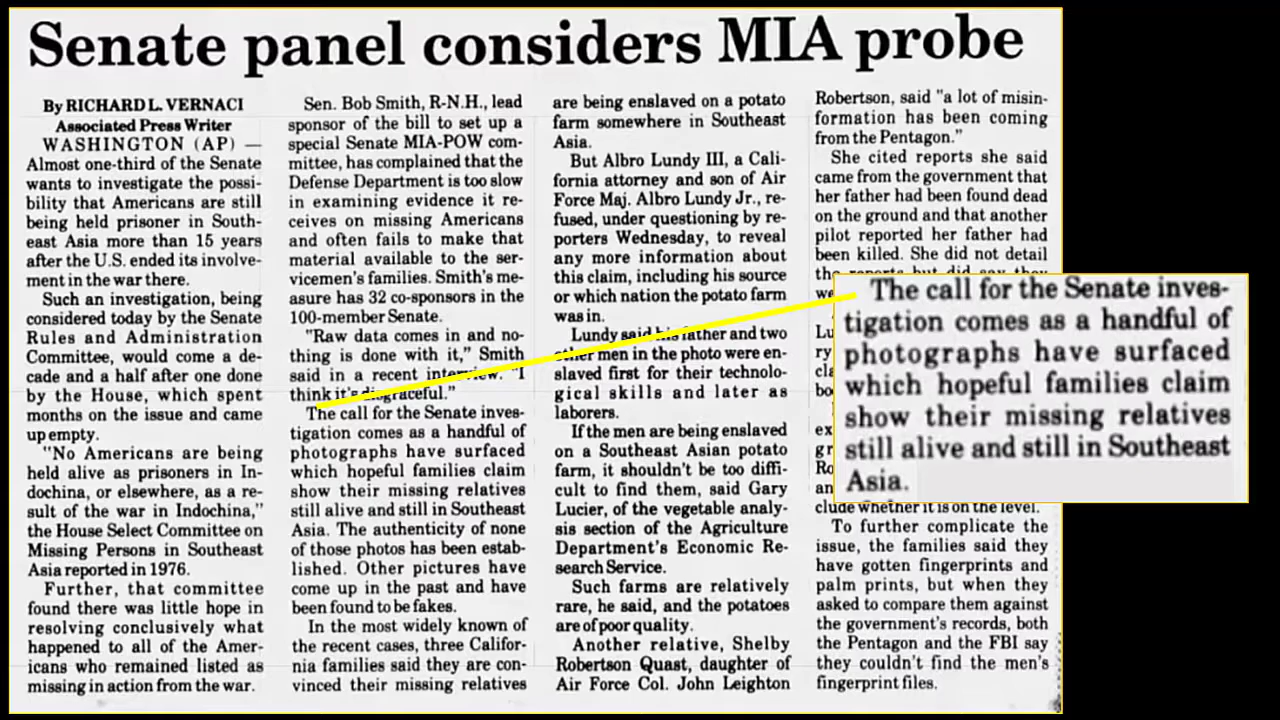 Senate panel considers MIA probe
By RICHARD L. VERNACI
Associated Press Writer
WASHINGTON (AP) —
Almost one-third of the Senate
wants to investigate the possi-
bility that Americans are still
being held prisoner in South-
east Asia more than 15 years
after the U.S. ended its involve-
ment in the war there.
Such an investigation, being
considered today by the Senate
Rules and Administration
Committee, would come a de-
cade and a half after one done
by the House, which spent
months on the issue and came
up empty.
"No Americans are being
held alive as prisoners in In-
dochina, or elsewhere, as a re-
sult of the war in Indochina,"
the House Select Committee on
Missing Persons in Southeast
Asia reported in 1976.
Further, that committee
found there was little hope in
resolving conclusively what
happened to all of the Amer-
icans who remained listed as
missing in action from the war.
Sen. Bob Smith, R-N.H., lead
sponsor of the bill to set up a
special Senate MIA-POW com-
mittee, has complained that the
Defense Department is too slow
in examining evidence it re-
ceives on missing Americans
and often fails to make that
material available to the ser-
vicemen's families. Smith's me-
asure has 32 co-sponsors in the
100-member Senate.
"Raw data comes in and no-
thing is done with it," Smith
said in a recent interview. "I
think it's disgraceful."
The call for the Senate inves-
tigation comes as a handful of
photographs have surfaced
which hopeful families claim
show their missing relatives
still alive and still in Southeast
Asia. The authenticity of none
of those photos has been estab-
lished. Other pictures have
come up in the past and have
been found to be fakes.
In the most widely known of
the recent cases, three Califor-
nia families said they are con-
vinced their missing relatives
are being enslaved on a potato
farm somewhere in Southeast
Asia.
But Albro Lundy III, a Cali-
fornia attorney and son of Air
Force Maj. Albro Lundy Jr., re-
fused, under questioning by re-
porters Wednesday, to reveal
any more information about
this claim, including his source
or which nation the potato farm
was in.
Lundy said his father and two
other men in the photo were en-
slaved first for their technolo-
gical skills and later as
laborers.
If the men are being enslaved
on a Southeast Asian potato
farm, it shouldn't be too diffi-
cult to find them, said Gary
Lucier, of the vegetable analy-
sis section of the Agriculture
Department's Economic Re-
search Service.
Such farms are relatively
rare, he said, and the potatoes
are of poor quality.
Another relative, Shelby
Robertson Quast, daughter of
Air Force Col. John Leighton
Robertson, said "a lot of misin-
formation has been coming
from the Pentagon."
She cited reports she said
came from the government that
her father had been found dead
on the ground and that another
pilot reported her father had
been killed. She did not detail
the reports but did say they
clude whether it is on the level.
To further complicate the
issue, the families said they
have gotten fingerprints and
palm prints, but when they
asked to compare them against
the government's records, both
the Pentagon and the FBI say
they couldn't find the men's
fingerprint files.
The call for the Senate inves-
tigation comes as a handful of
photographs have surfaced
which hopeful families claim
show their missing relatives
still alive and still in Southeast
Asia.